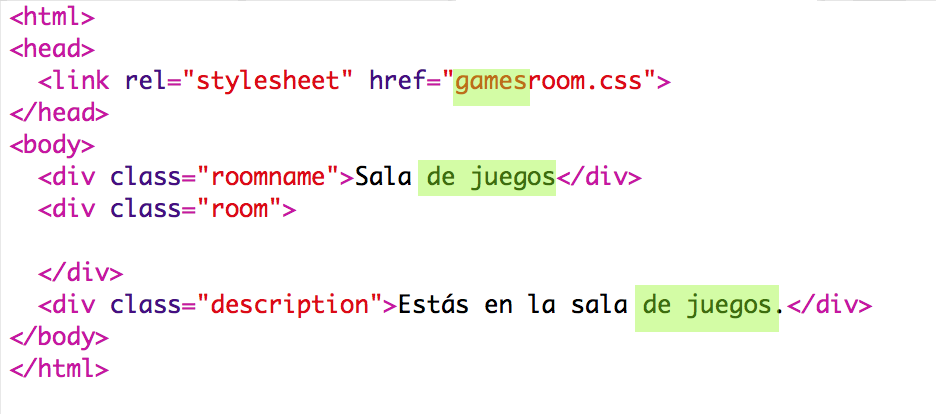 <html>
<head>
  <link rel="stylesheet" href="gamesroom.css">
</head>
<body>
  <div class="roomname">Sala de juegos</div>
  <div class="room">

  </div>
  <div class="description">Estás en la sala de juegos.</div>
</body>
</html>